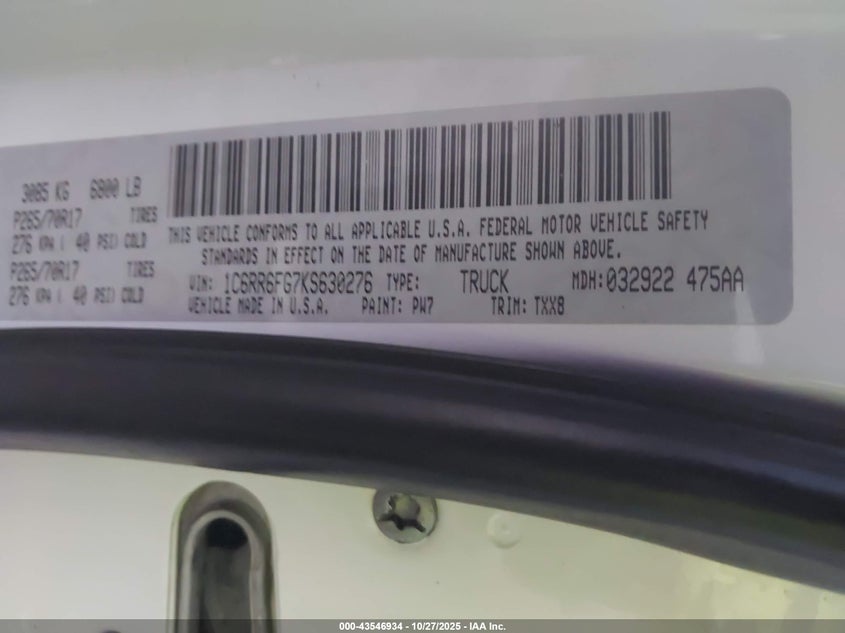 3085 KG 6800 LB
P265/70R17 TIRES
276 KPA ( 40 PSI) COLD
P265/70R17 TIRES
276 KPA ( 40 PSI) COLD
THIS VEHICLE CONFORMS TO ALL APPLICABLE U.S.A. FEDERAL MOTOR VEHICLE SAFETY
STANDARDS IN EFFECT ON THE DATE OF MANUFACTURE SHOWN ABOVE.
VIN: 1C6RR6FG7KS630276 TYPE: TRUCK MDH:032922 475AA
VEHICLE MADE IN U.S.A. PAINT: PW7 TRIM: TXX8
000-43546934 | 10/27/2025 - IAA Inc.